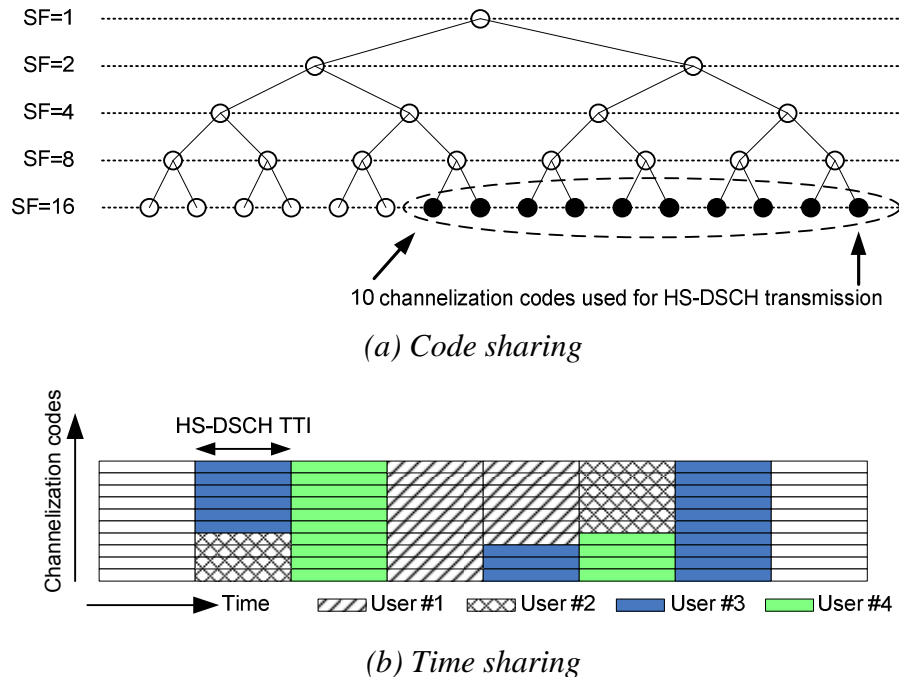 SF=1
SF=2
SF=4
SF=8
SF=16
10 channelization codes used for HS-DSCH transmission
(a) Code sharing
Channelization codes
HS-DSCH TTI
Time
User #1
User #2
User #3
User #4
(b) Time sharing